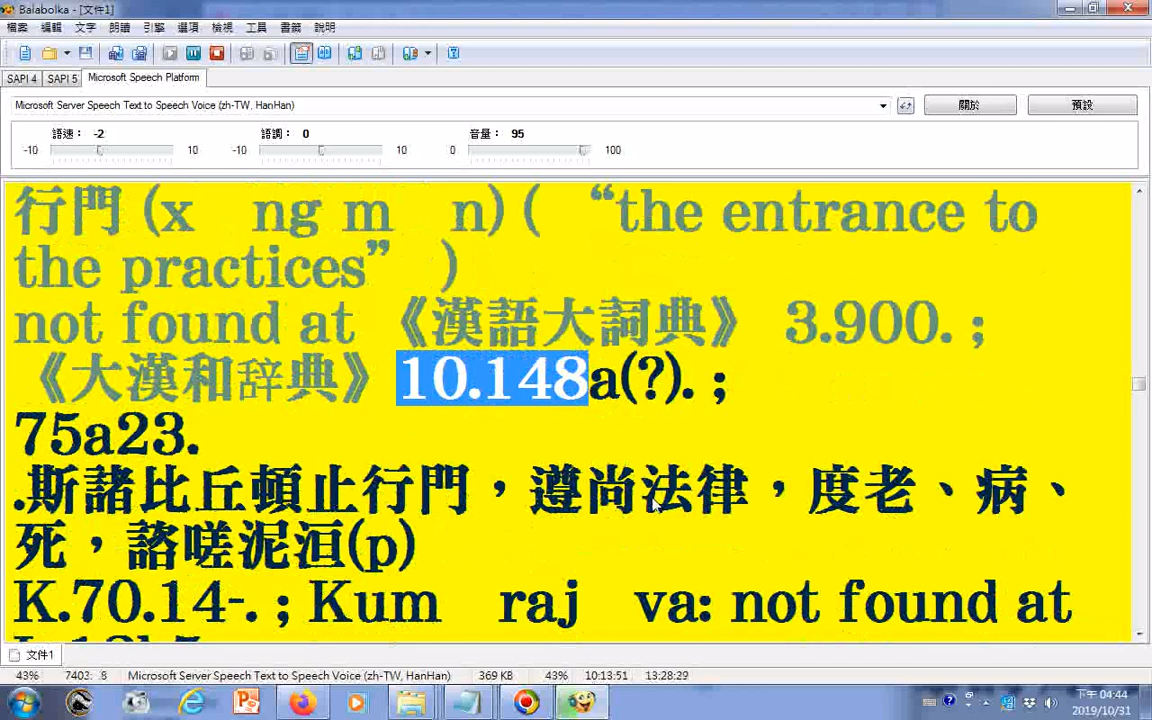 Balabolka - [文件1]
檔案 編輯 文字 朗讀 引擎 選項 檢視 工具 書籤 說明
SAPI 4 SAPI 5 Microsoft Speech Platform
Microsoft Server Speech Text to Speech Voice (zh-TW, HanHan) 關於 預設
語速： -2 語調： 0 音量： 95
-10 10 -10 10 0 100
行門 (x ng m n) ( “the entrance to
the practices” )
not found at 《漢語大詞典》 3.900. ;
《大漢和辞典》 10.148a(?). ;
75a23.
.斯諸比丘頓止行門，遵尚法律，度老、病、
死，諮嗟泥洹(p)
K.70.14-. ; Kum raj va: not found at
文件1
43% Microsoft Server Speech Text to Speech Voice (zh-TW, HanHan) 369 KB 43% 10:13:51 13:28:29
下午 04:44
2019/10/31